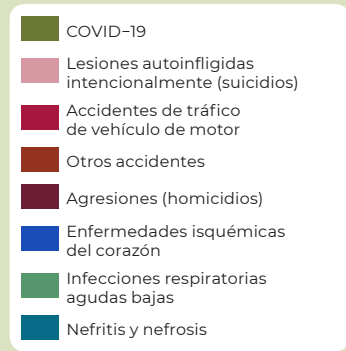 COVID−19
Lesiones autoinfligidas
intencionalmente (suicidios)
Accidentes de tráfico
de vehículo de motor
Otros accidentes
Agresiones (homicidios)
Enfermedades isquémicas
del corazón
Infecciones respiratorias
agudas bajas
Nefritis y nefrosis